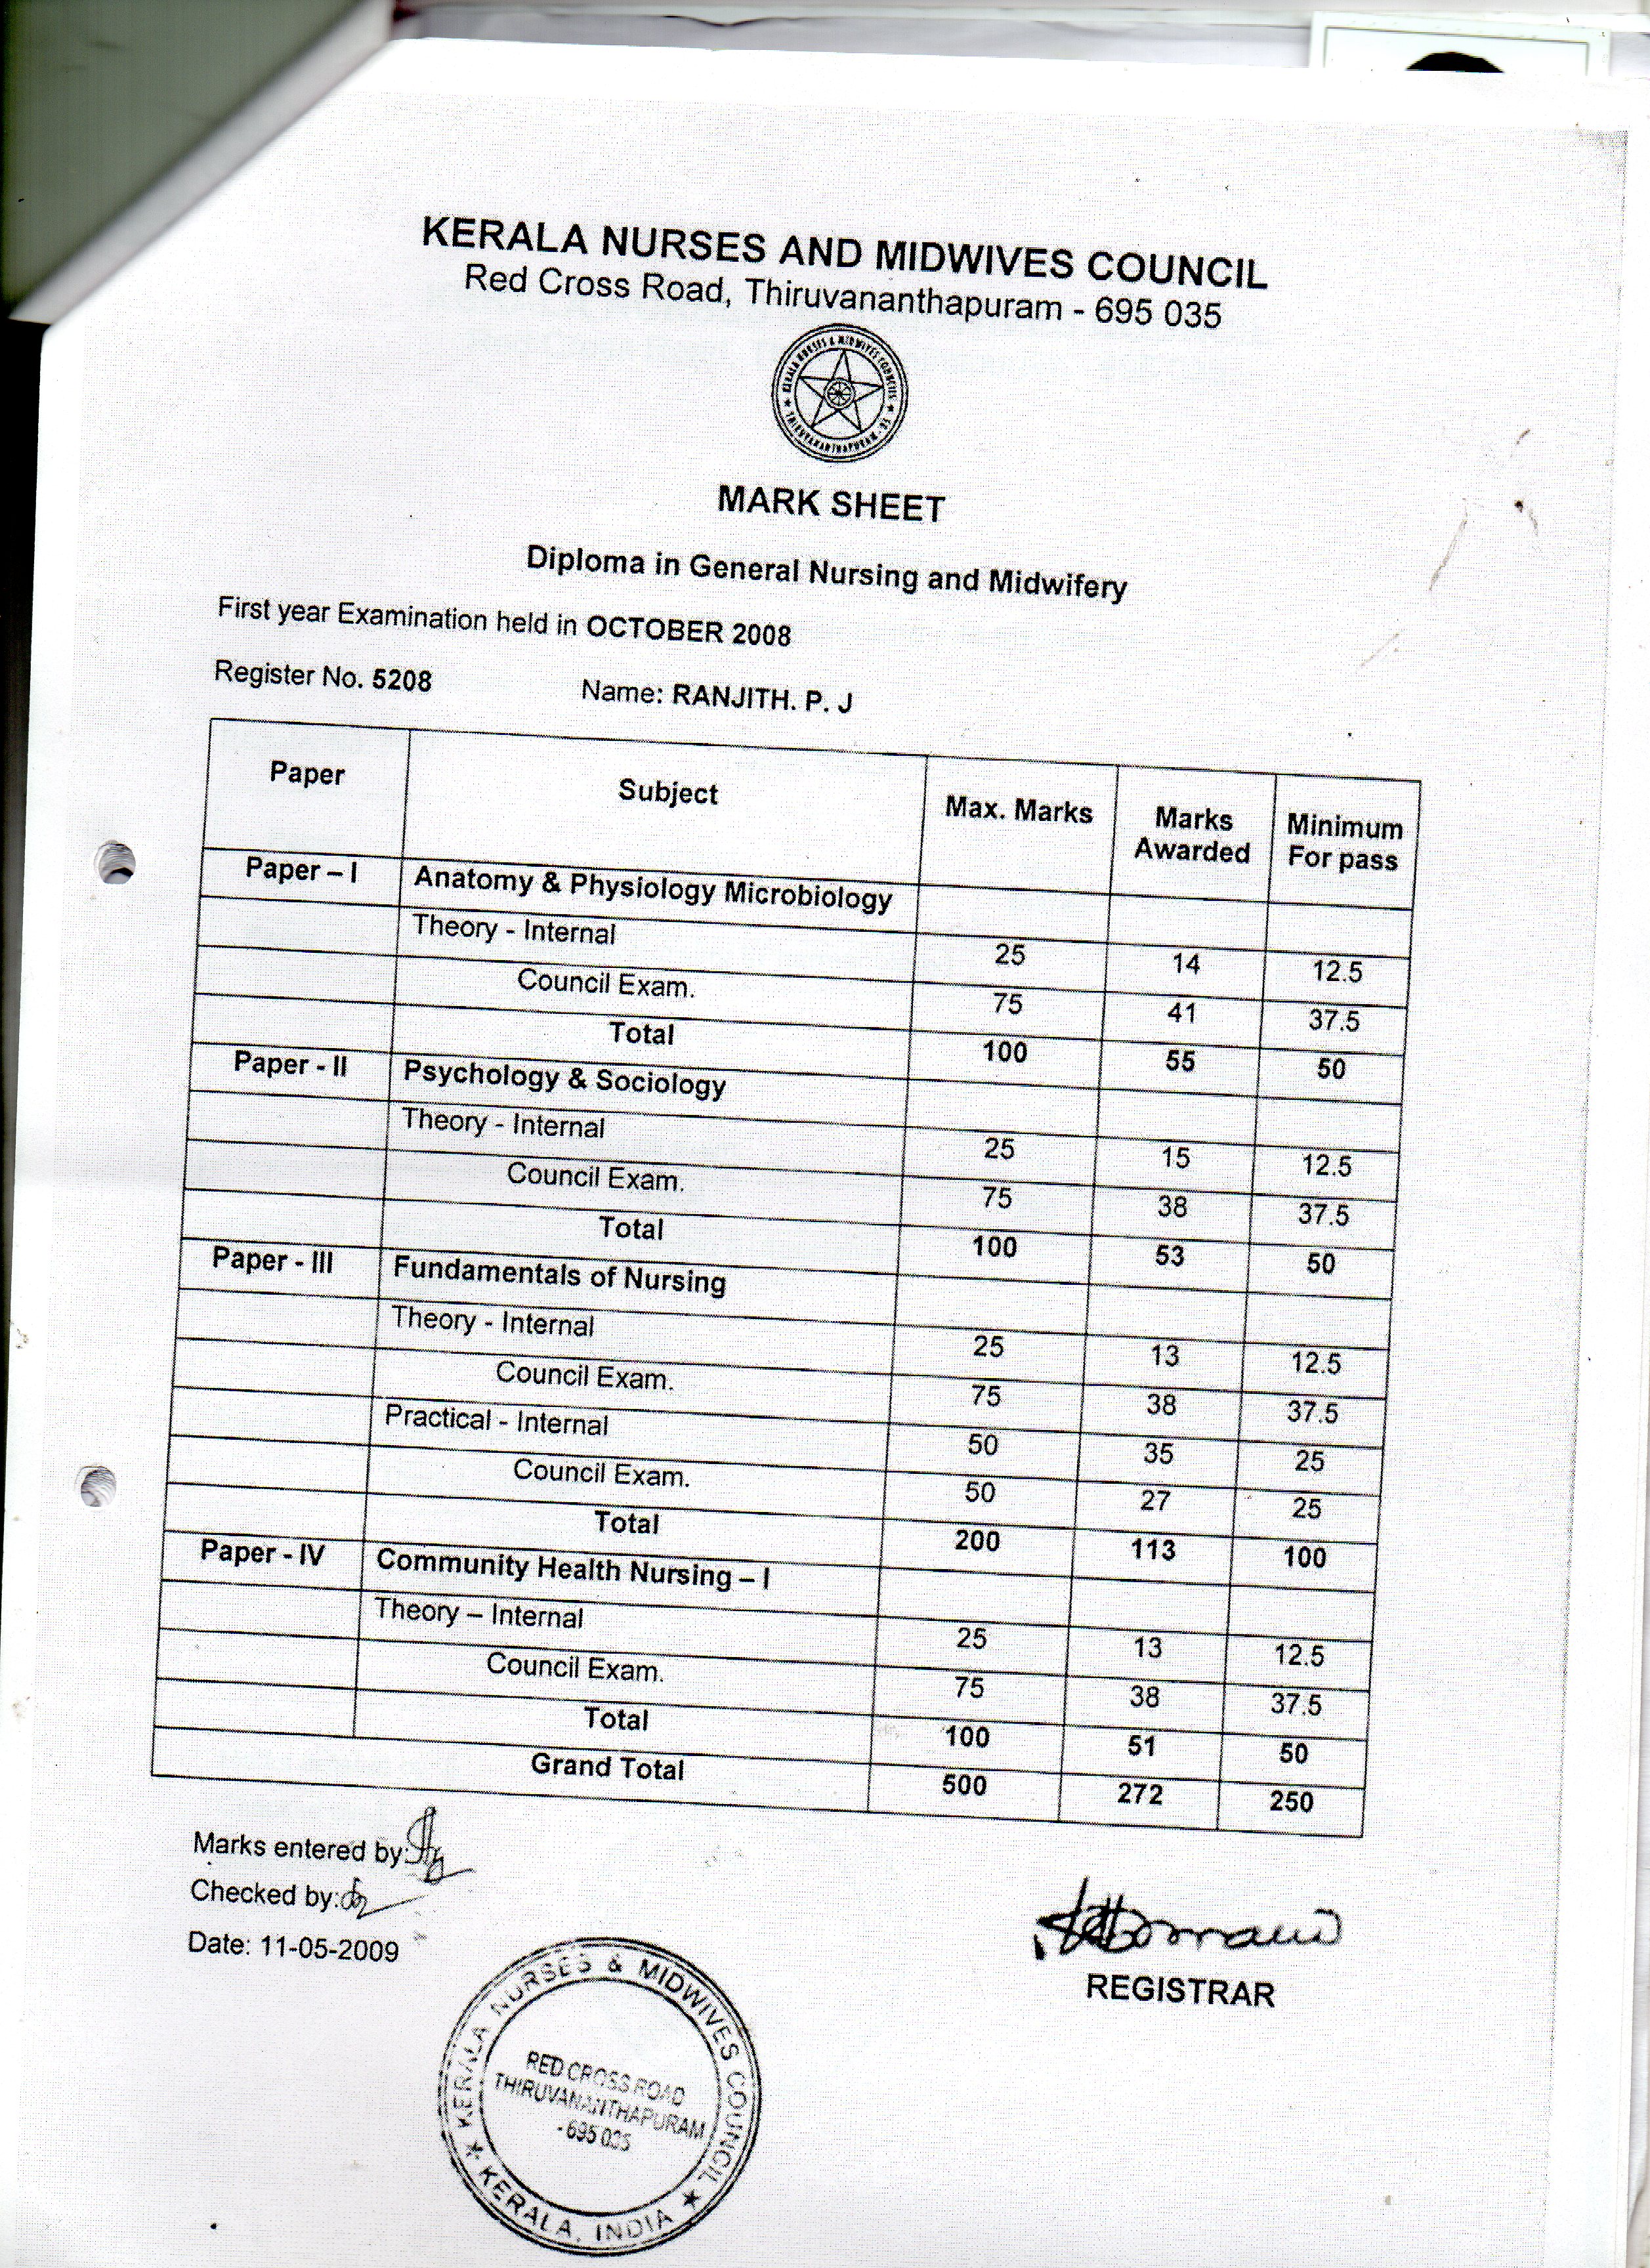 KERALA NURSES AND MIDWIVES COUNCIL
Red Cross Road, Thiruvananthapuram - 695 035
KERALA NURSES & MIDWIVES COUNCIL
THIRUVANANTHAPURAM - 35
MARK SHEET
Diploma in General Nursing and Midwifery
First year Examination held in OCTOBER 2008
Register No. 5208 Name: RANJITH. P. J
Paper Subject Max. Marks Marks Awarded Minimum For pass
Paper – I Anatomy & Physiology Microbiology
Theory - Internal 25 14 12.5
Council Exam. 75 41 37.5
Total 100 55 50
Paper - II Psychology & Sociology
Theory - Internal 25 15 12.5
Council Exam. 75 38 37.5
Total 100 53 50
Paper - III Fundamentals of Nursing
Theory - Internal 25 13 12.5
Council Exam. 75 38 37.5
Practical - Internal 50 35 25
Council Exam. 50 27 25
Total 200 113 100
Paper - IV Community Health Nursing – I
Theory – Internal 25 13 12.5
Council Exam. 75 38 37.5
Total 100 51 50
Grand Total 500 272 250
Marks entered by:
Checked by:
Date: 11-05-2009
REGISTRAR
KERALA NURSES & MIDWIVES COUNCIL
RED CROSS ROAD
THIRUVANANTHAPURAM
- 695 035
KERALA, INDIA